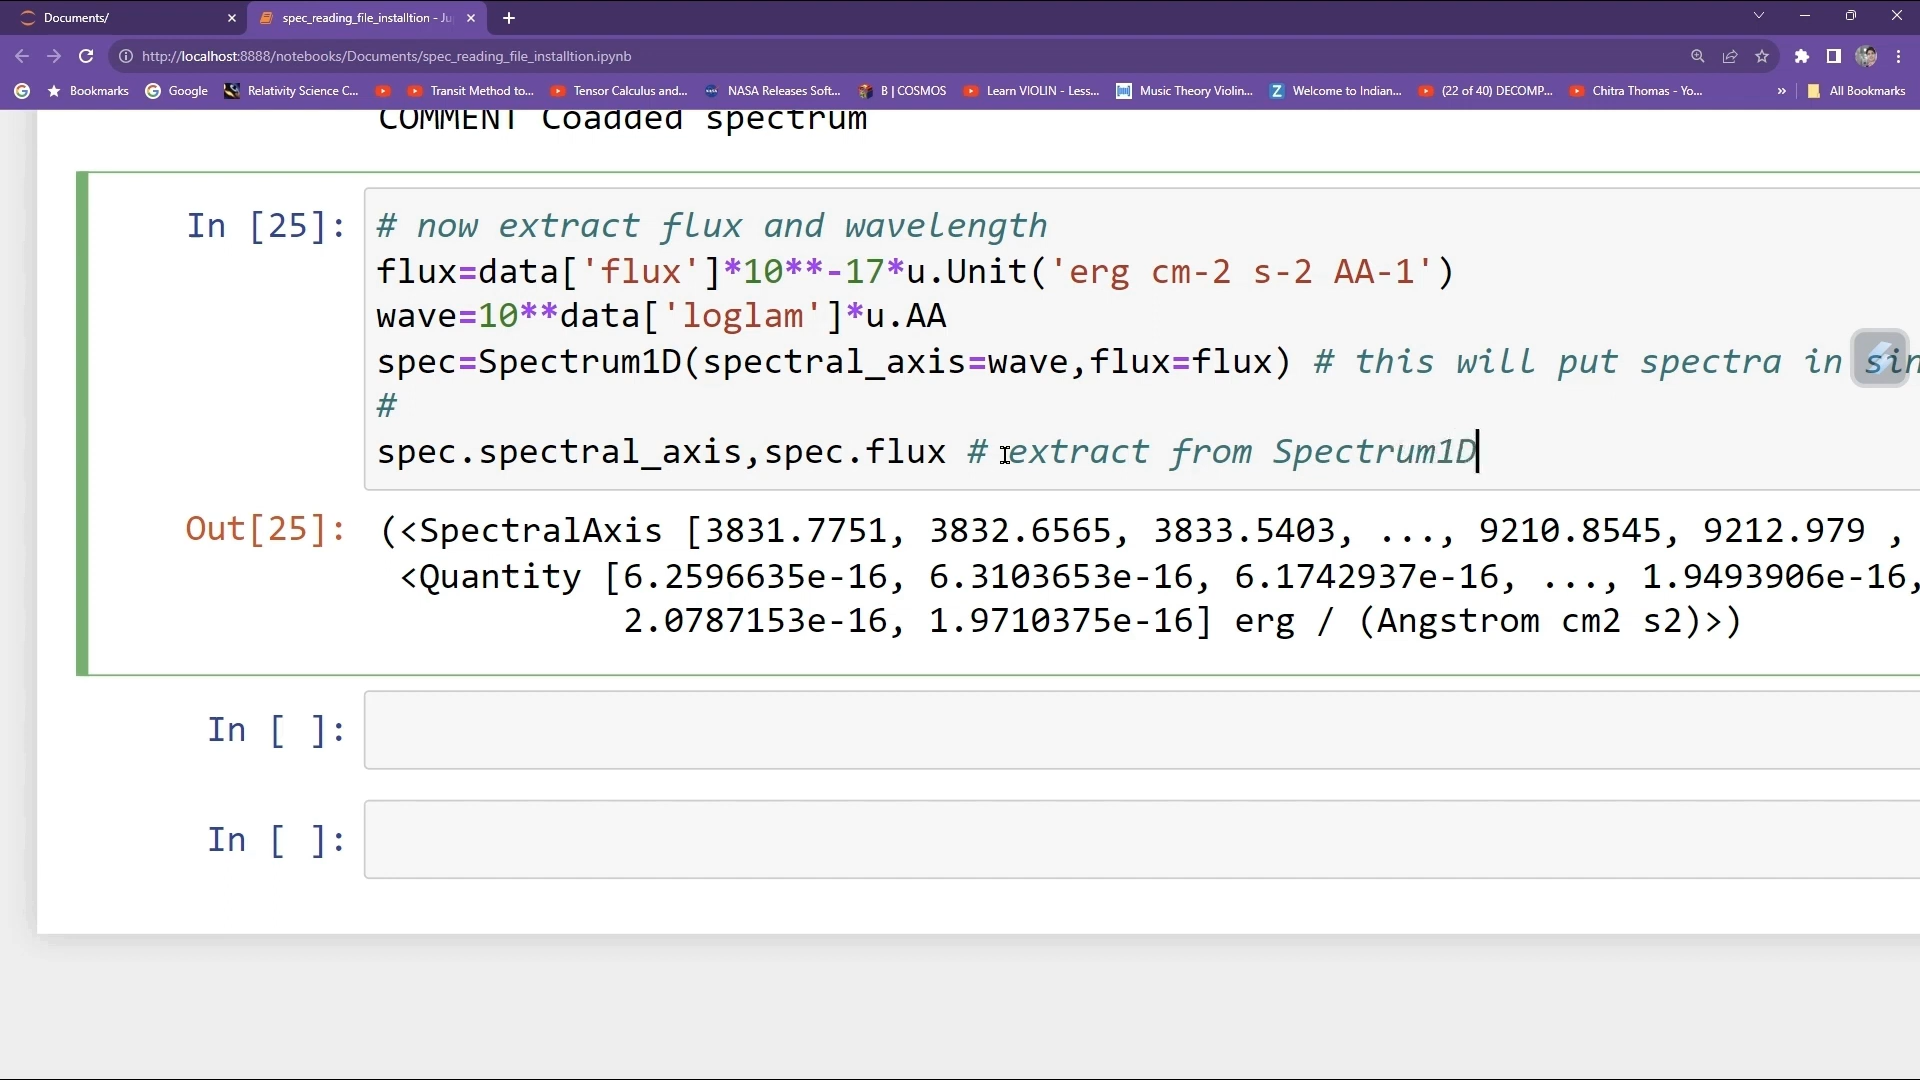 Documents/
spec_reading_file_installtion - Ju
http://localhost:8888/notebooks/Documents/spec_reading_file_installtion.ipynb
Bookmarks
Google
Relativity Science C...
Transit Method to...
Tensor Calculus and...
NASA Releases Soft...
B | COSMOS
Learn VIOLIN - Less...
Music Theory Violin...
Welcome to Indian...
(22 of 40) DECOMP...
Chitra Thomas - Yo...
»
All Bookmarks
COMMENT Coadded spectrum
In [25]:
# now extract flux and wavelength
flux=data['flux']*10**-17*u.Unit('erg cm-2 s-2 AA-1')
wave=10**data['loglam']*u.AA
spec=Spectrum1D(spectral_axis=wave,flux=flux) # this will put spectra in sin
#
spec.spectral_axis,spec.flux # extract from Spectrum1D
Out[25]:
(<SpectralAxis [3831.7751, 3832.6565, 3833.5403, ..., 9210.8545, 9212.979 ,
<Quantity [6.2596635e-16, 6.3103653e-16, 6.1742937e-16, ..., 1.9493906e-16,
2.0787153e-16, 1.9710375e-16] erg / (Angstrom cm2 s2)>)
In [ ]:
In [ ]: